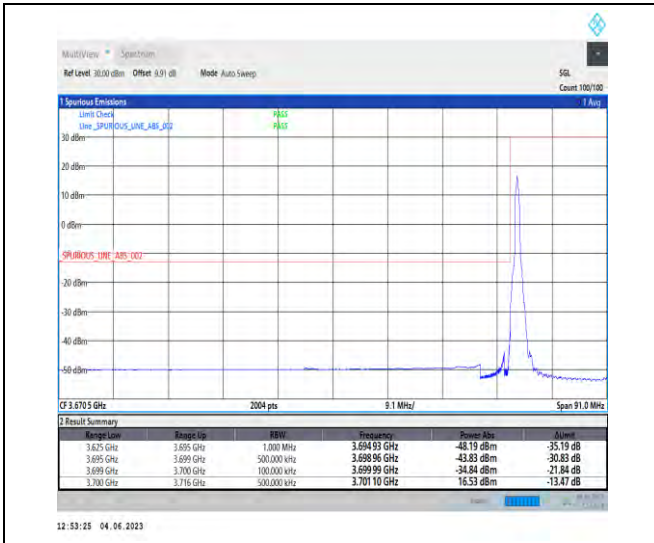 MultiView Spectrum
Ref Level 30.00 dBm Offset 9.91 dB Mode Auto Sweep SGL
Count 100/100
1 Spurious Emissions 1 Avg
Limit Check PASS
Line _SPURIOUS_LINE_ABS_002 PASS
30 dBm
20 dBm
10 dBm
0 dBm
_SPURIOUS_LINE_ABS_002
-20 dBm
-30 dBm
-40 dBm
-50 dBm
CF 3.6705 GHz 2004 pts 9.1 MHz/ Span 91.0 MHz
2 Result Summary
Range Low Range Up RBW Frequency Power Abs ΔLimit
3.625 GHz 3.695 GHz 1.000 MHz 3.694 93 GHz -48.19 dBm -35.19 dB
3.695 GHz 3.699 GHz 500.000 kHz 3.698 96 GHz -43.83 dBm -30.83 dB
3.699 GHz 3.700 GHz 100.000 kHz 3.699 99 GHz -34.84 dBm -21.84 dB
3.700 GHz 3.716 GHz 500.000 kHz 3.701 10 GHz 16.53 dBm -13.47 dB
12:53:25 04.06.2023